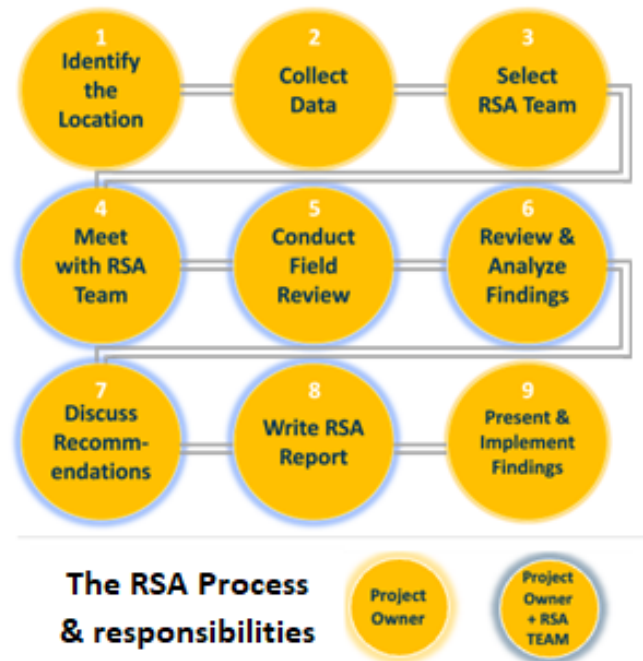 1
Identify
the
Location
2
Collect
Data
3
Select
RSA Team
4
Meet
with RSA
Team
5
Conduct
Field
Review
6
Review &
Analyze
Findings
7
Discuss
Recomm-
endations
8
Write RSA
Report
9
Present &
Implement
Findings
The RSA Process
& responsibilities
Project
Owner
Project
Owner
+ RSA
TEAM